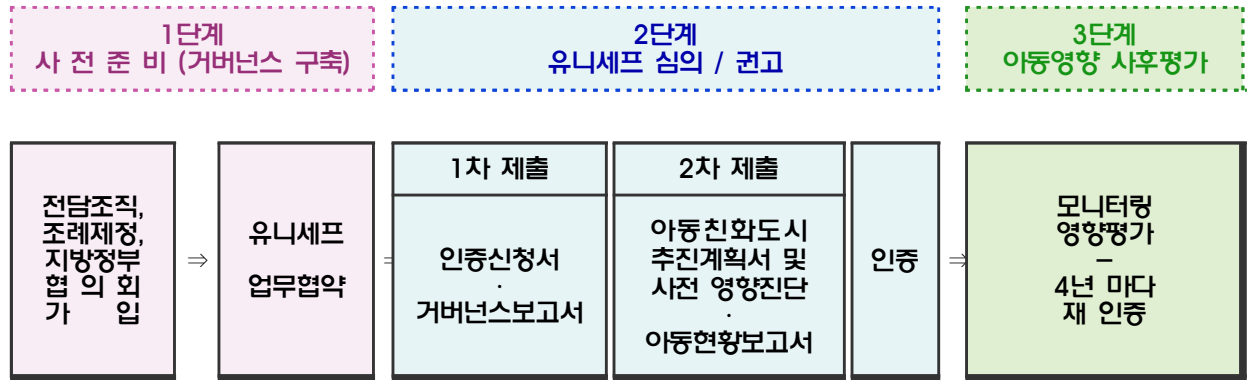 1단계
사 전 준 비 (거버넌스 구축)
2단계
유니세프 심의 / 권고
3단계
아동영향 사후평가
전담조직,
조례제정,
지방정부
협 의 회
가 입
⇒
유니세프
업무협약
⇒
1차 제출
인증신청서
·
거버넌스보고서
2차 제출
아동친화도시
추진계획서 및
사전 영향진단
·
아동현황보고서
인증
⇒
모니터링
영향평가
–
4년 마다
재 인증